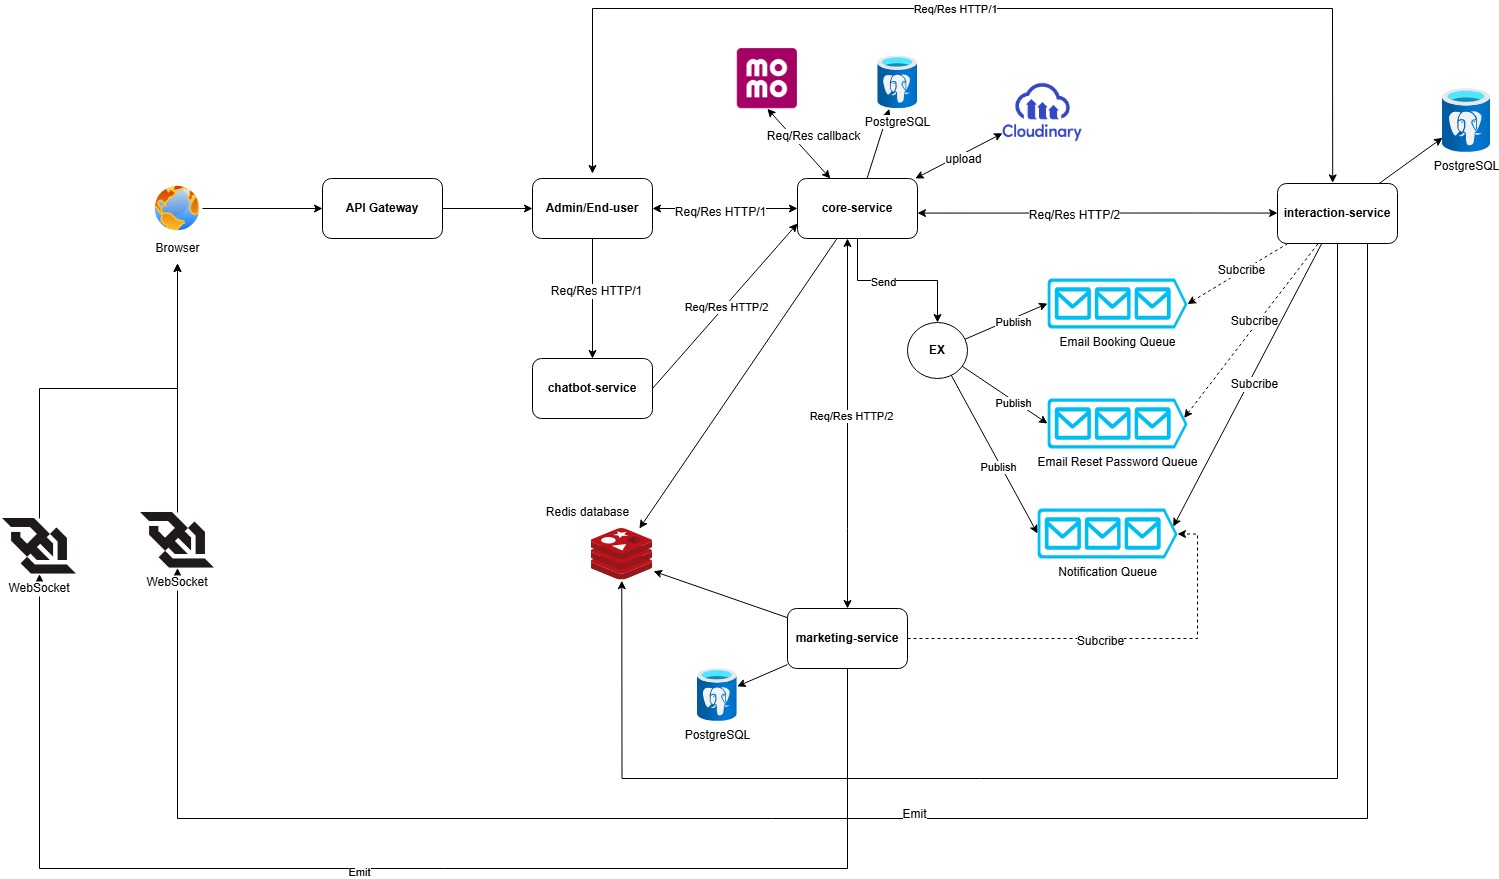 Req/Res HTTP/1
mo
mo
PostgreSQL
Req/Res callback
Cloudinary
upload
PostgreSQL
API Gateway
Admin/End-user
Req/Res HTTP/1
core-service
Req/Res HTTP/2
interaction-service
Browser
Subcribe
Send
Req/Res HTTP/1
Req/Res HTTP/2
Publish
Subcribe
Email Booking Queue
EX
chatbot-service
Subcribe
Publish
Req/Res HTTP/2
Email Reset Password Queue
Publish
Redis database
Notification Queue
WebSocket
WebSocket
marketing-service
Subcribe
PostgreSQL
Emit
Emit